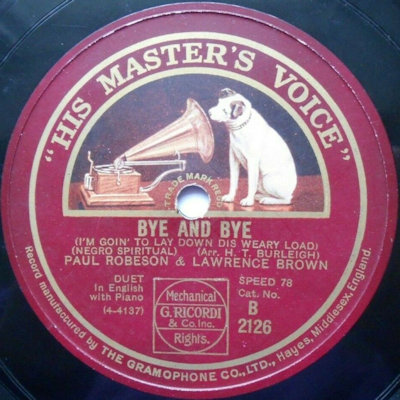 "HIS MASTER'S VOICE"
TRADE MARK REGD
BYE AND BYE
(I'M GOIN' TO LAY DOWN DIS WEARY LOAD)
(NEGRO SPIRITUAL) (Arr. H. T. BURLEIGH)
PAUL ROBESON & LAWRENCE BROWN
DUET
In English
with Piano
(4-4137)
Mechanical
G. RICORDI
& Co. Inc.
Rights.
SPEED 78
Cat. No.
B
2126
Record manufactured by THE GRAMOPHONE CO., LTD., Hayes, Middlesex, England.